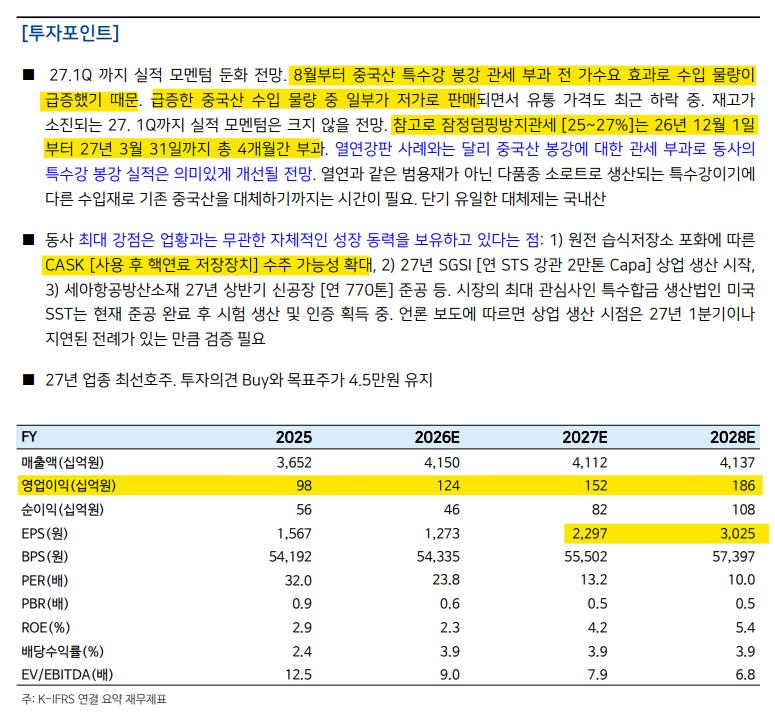 [투자포인트]
■ 27.1Q 까지 실적 모멘텀 둔화 전망. 8월부터 중국산 특수강 봉강 관세 부과 전 가수요 효과로 수입 물량이
급증했기 때문. 급증한 중국산 수입 물량 중 일부가 저가로 판매되면서 유통 가격도 최근 하락 중. 재고가
소진되는 27. 1Q까지 실적 모멘텀은 크지 않을 전망. 참고로 잠정덤핑방지관세 [25~27%]는 26년 12월 1일
부터 27년 3월 31일까지 총 4개월간 부과. 열연강판 사례와는 달리 중국산 봉강에 대한 관세 부과로 동사의
특수강 봉강 실적은 의미있게 개선될 전망. 열연과 같은 범용재가 아닌 다품종 소로트로 생산되는 특수강이기에
다른 수입재로 기존 중국산을 대체하기까지는 시간이 필요. 단기 유일한 대체제는 국내산
■ 동사 최대 강점은 업황과는 무관한 자체적인 성장 동력을 보유하고 있다는 점: 1) 원전 습식저장소 포화에 따른
CASK [사용 후 핵연료 저장장치] 수주 가능성 확대, 2) 27년 SGSI [연 STS 강관 2만톤 Capa] 상업 생산 시작,
3) 세아항공방산소재 27년 상반기 신공장 [연 770톤] 준공 등. 시장의 최대 관심사인 특수합금 생산법인 미국
SST는 현재 준공 완료 후 시험 생산 및 인증 획득 중. 언론 보도에 따르면 상업 생산 시점은 27년 1분기이나
지연된 전례가 있는 만큼 검증 필요
■ 27년 업종 최선호주. 투자의견 Buy와 목표주가 4.5만원 유지
FY 2025 2026E 2027E 2028E
매출액(십억원) 3,652 4,150 4,112 4,137
영업이익(십억원) 98 124 152 186
순이익(십억원) 56 46 82 108
EPS(원) 1,567 1,273 2,297 3,025
BPS(원) 54,192 54,335 55,502 57,397
PER(배) 32.0 23.8 13.2 10.0
PBR(배) 0.9 0.6 0.5 0.5
ROE(%) 2.9 2.3 4.2 5.4
배당수익률(%) 2.4 3.9 3.9 3.9
EV/EBITDA(배) 12.5 9.0 7.9 6.8
주: K-IFRS 연결 요약 재무제표